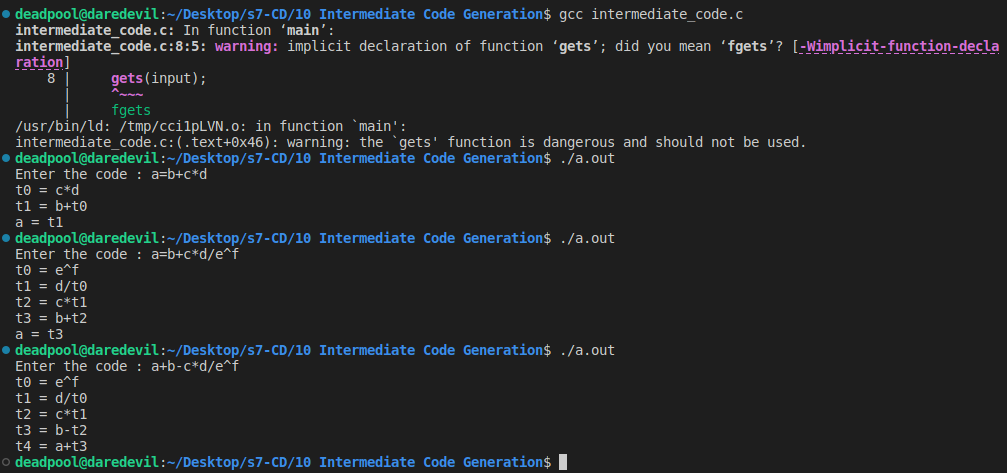 deadpool@daredevil:~/Desktop/s7-CD/10 Intermediate Code Generation$ gcc intermediate_code.c
intermediate_code.c: In function ‘main’:
intermediate_code.c:8:5: warning: implicit declaration of function ‘gets’; did you mean ‘fgets’? [-Wimplicit-function-decla
ration]
8 |     gets(input);
|     ^~~~
|     fgets
/usr/bin/ld: /tmp/cci1pLVN.o: in function `main':
intermediate_code.c:(.text+0x46): warning: the `gets' function is dangerous and should not be used.
deadpool@daredevil:~/Desktop/s7-CD/10 Intermediate Code Generation$ ./a.out
Enter the code : a=b+c*d
t0 = c*d
t1 = b+t0
a = t1
deadpool@daredevil:~/Desktop/s7-CD/10 Intermediate Code Generation$ ./a.out
Enter the code : a=b+c*d/e^f
t0 = e^f
t1 = d/t0
t2 = c*t1
t3 = b+t2
a = t3
deadpool@daredevil:~/Desktop/s7-CD/10 Intermediate Code Generation$ ./a.out
Enter the code : a+b-c*d/e^f
t0 = e^f
t1 = d/t0
t2 = c*t1
t3 = b-t2
t4 = a+t3
deadpool@daredevil:~/Desktop/s7-CD/10 Intermediate Code Generation$